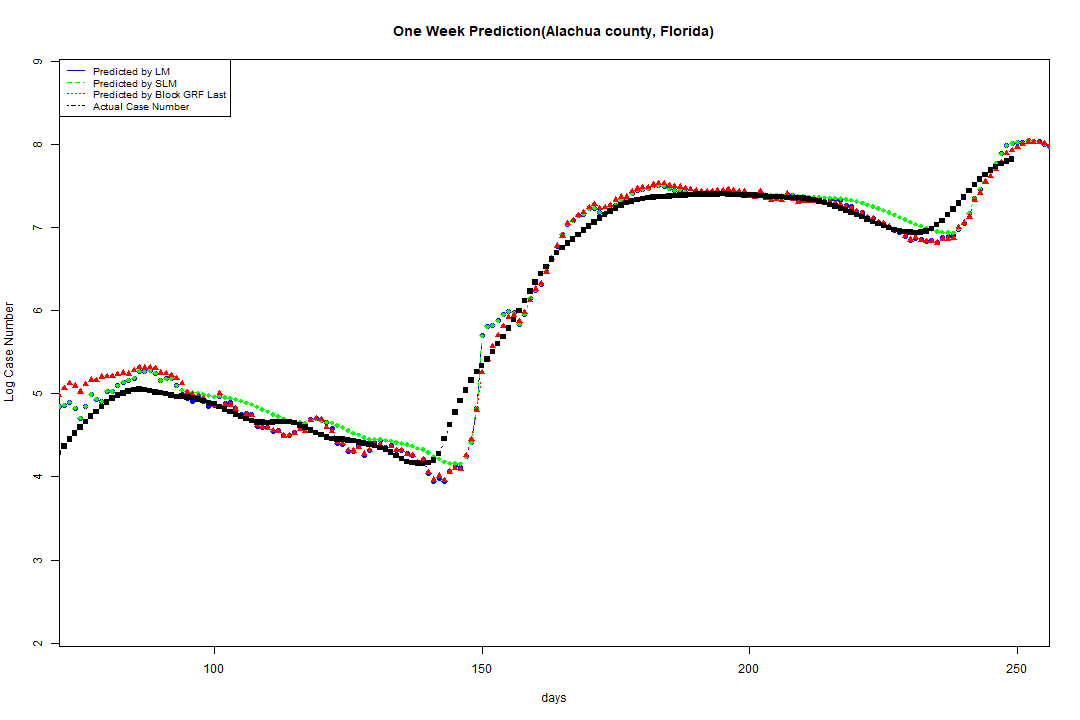 One Week Prediction(Alachua county, Florida)
Predicted by LM
Predicted by SLM
Predicted by Block GRF Last
Actual Case Number
9
8
7
6
5
4
3
2
Log Case Number
100 150 200 250
days